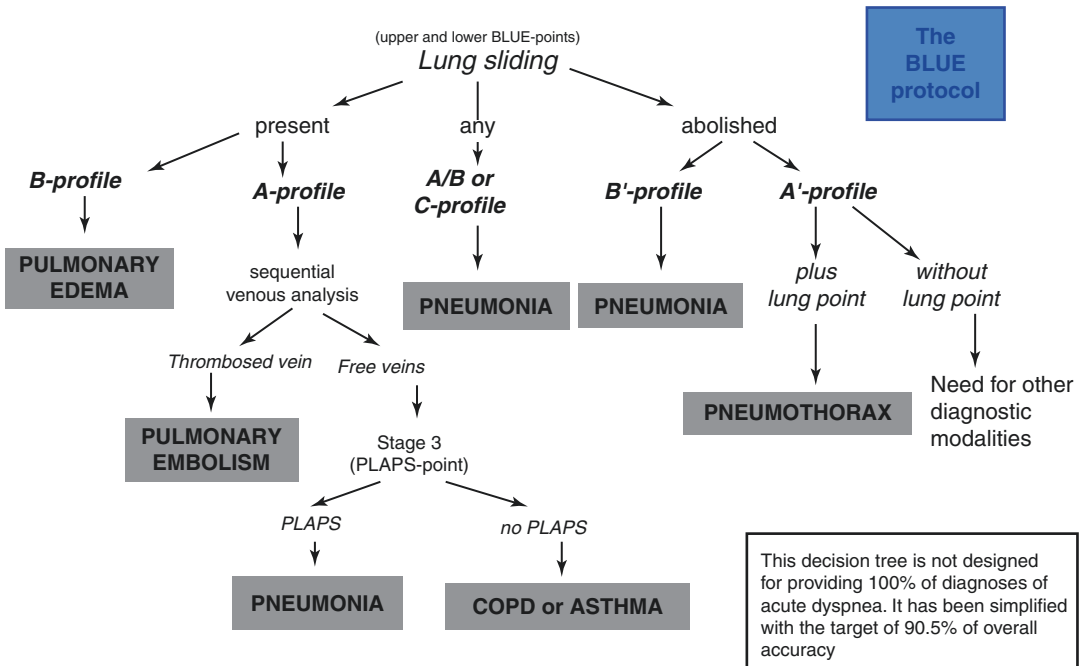 (upper and lower BLUE-points)
Lung sliding
The
BLUE
protocol
present
any
abolished
B-profile
A-profile
A/B or
C-profile
B'-profile
A'-profile
PULMONARY
EDEMA
sequential
venous analysis
PNEUMONIA
PNEUMONIA
plus
lung point
without
lung point
Thrombosed vein
Free veins
PULMONARY
EMBOLISM
Stage 3
(PLAPS-point)
PNEUMOTHORAX
Need for other
diagnostic
modalities
PLAPS
no PLAPS
PNEUMONIA
COPD or ASTHMA
This decision tree is not designed
for providing 100% of diagnoses of
acute dyspnea. It has been simplified
with the target of 90.5% of overall
accuracy